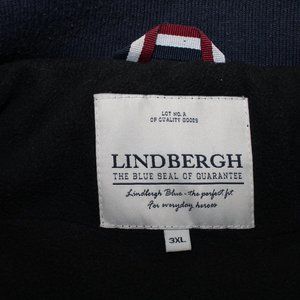 LOT NO. A
OF QUALITY GOODS
LINDBERGH
THE BLUE SEAL OF GUARANTEE
Lindbergh Blue - the perfect fit
For everyday heroes
3XL